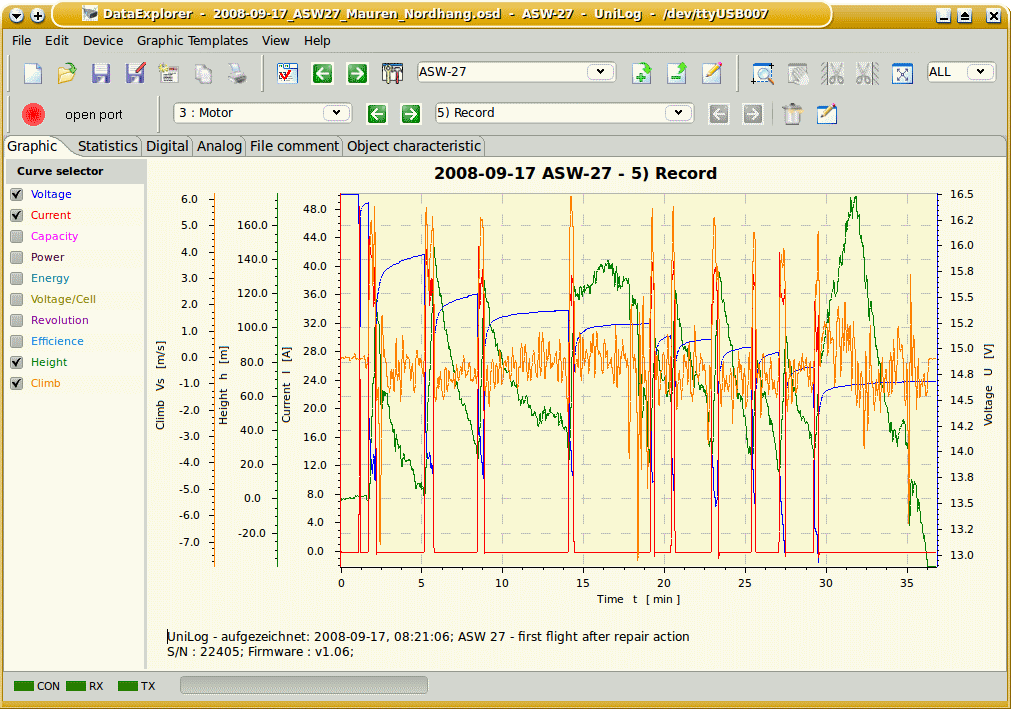 DataExplorer - 2008-09-17_ASW27_Mauren_Nordhang.osd - ASW-27 - UniLog - /dev/ttyUSB007
File Edit Device Graphic Templates View Help
ASW-27 ALL
open port 3 : Motor 5) Record
Graphic Statistics Digital Analog File comment Object characteristic
Curve selector
Voltage
Current
Capacity
Power
Energy
Voltage/Cell
Revolution
Efficience
Height
Climb
2008-09-17 ASW-27 - 5) Record
6.0
5.0
4.0
3.0
2.0
1.0
0.0
-1.0
-2.0
-3.0
-4.0
-5.0
-6.0
-7.0
Climb Vs [m/s]
160.0
140.0
120.0
100.0
80.0
60.0
40.0
20.0
0.0
-20.0
Height h [m]
48.0
44.0
40.0
36.0
32.0
28.0
24.0
20.0
16.0
12.0
8.0
4.0
0.0
Current I [A]
16.5
16.2
16.0
15.8
15.5
15.2
15.0
14.8
14.5
14.2
14.0
13.8
13.5
13.2
13.0
Voltage U [V]
0 5 10 15 20 25 30 35
Time t [ min ]
UniLog - aufgezeichnet: 2008-09-17, 08:21:06; ASW 27 - first flight after repair action
S/N : 22405; Firmware : v1.06;
CON RX TX